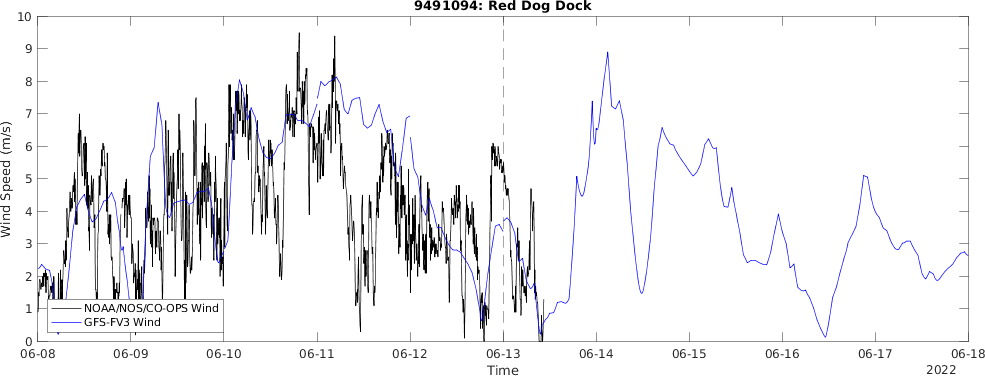 9491094: Red Dog Dock
Wind Speed (m/s)
10
9
8
7
6
5
4
3
2
1
0
NOAA/NOS/CO-OPS Wind
GFS-FV3 Wind
06-08 06-09 06-10 06-11 06-12 06-13 06-14 06-15 06-16 06-17 06-18
Time
2022